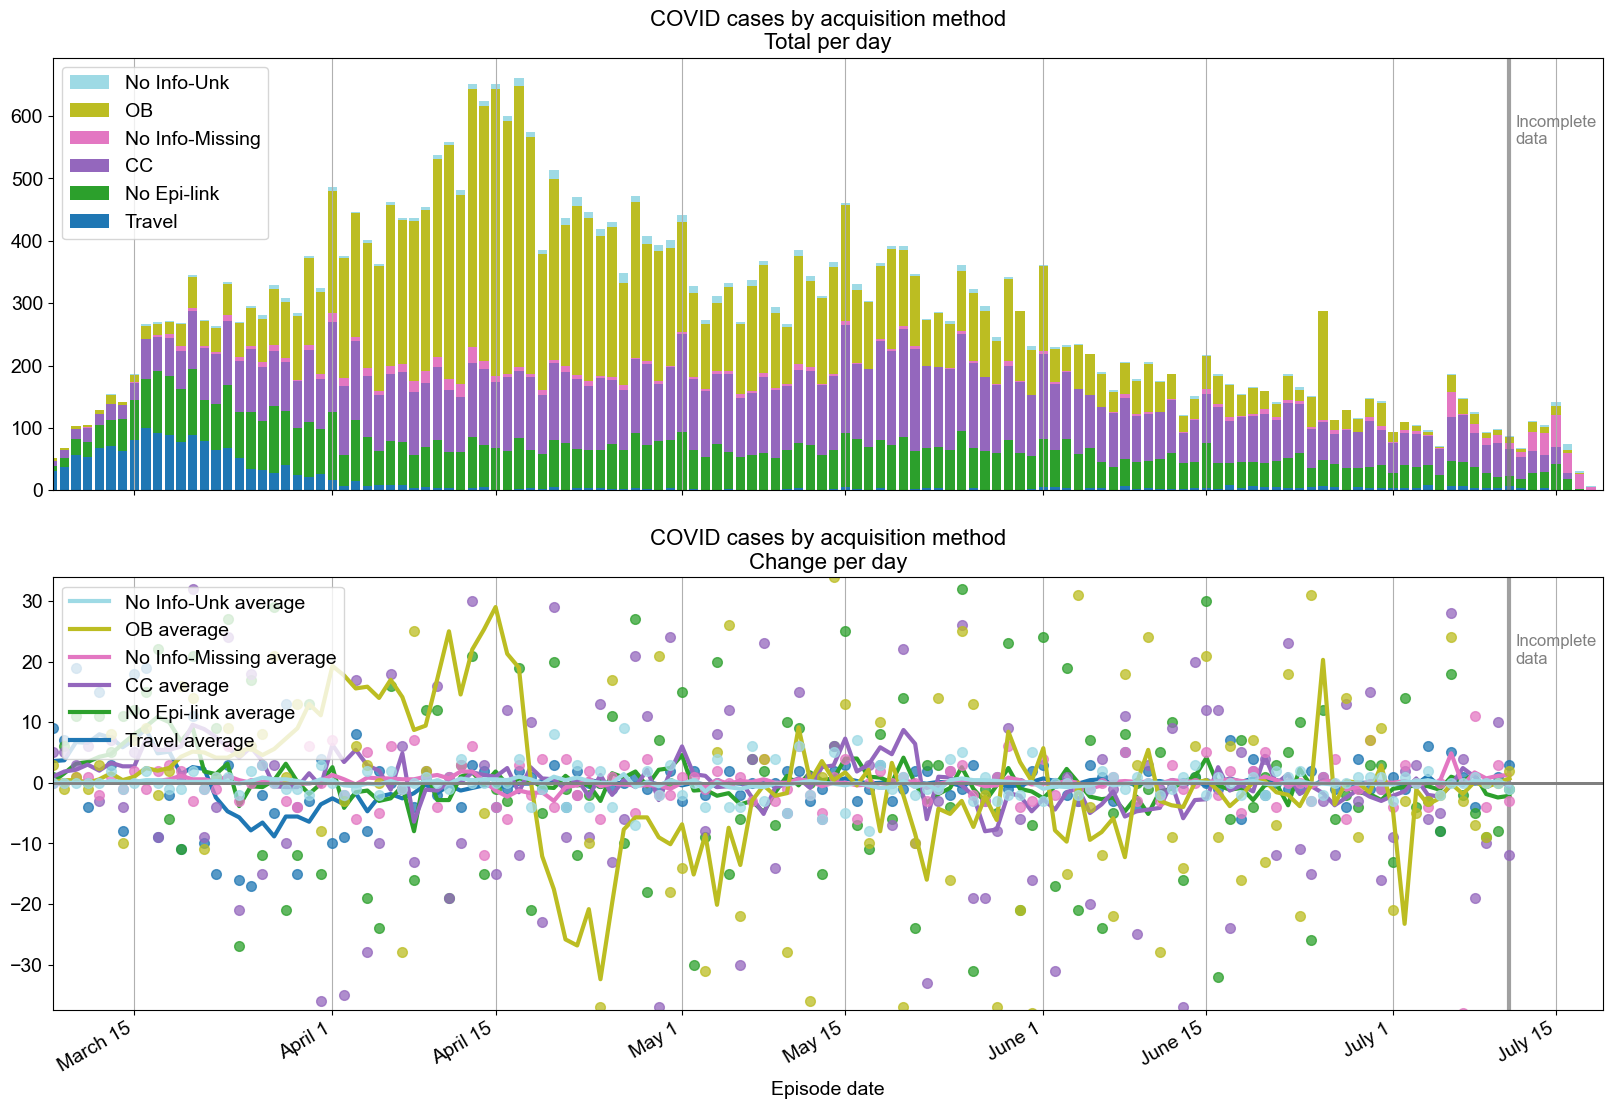 COVID cases by acquisition method
Total per day
No Info-Unk
OB
No Info-Missing
CC
No Epi-link
Travel
Incomplete
data
600
500
400
300
200
100
0
COVID cases by acquisition method
Change per day
No Info-Unk average
OB average
No Info-Missing average
CC average
No Epi-link average
Travel average
Incomplete
data
30
20
10
0
−10
−20
−30
March 15
April 1
April 15
May 1
May 15
June 1
June 15
July 1
July 15
Episode date